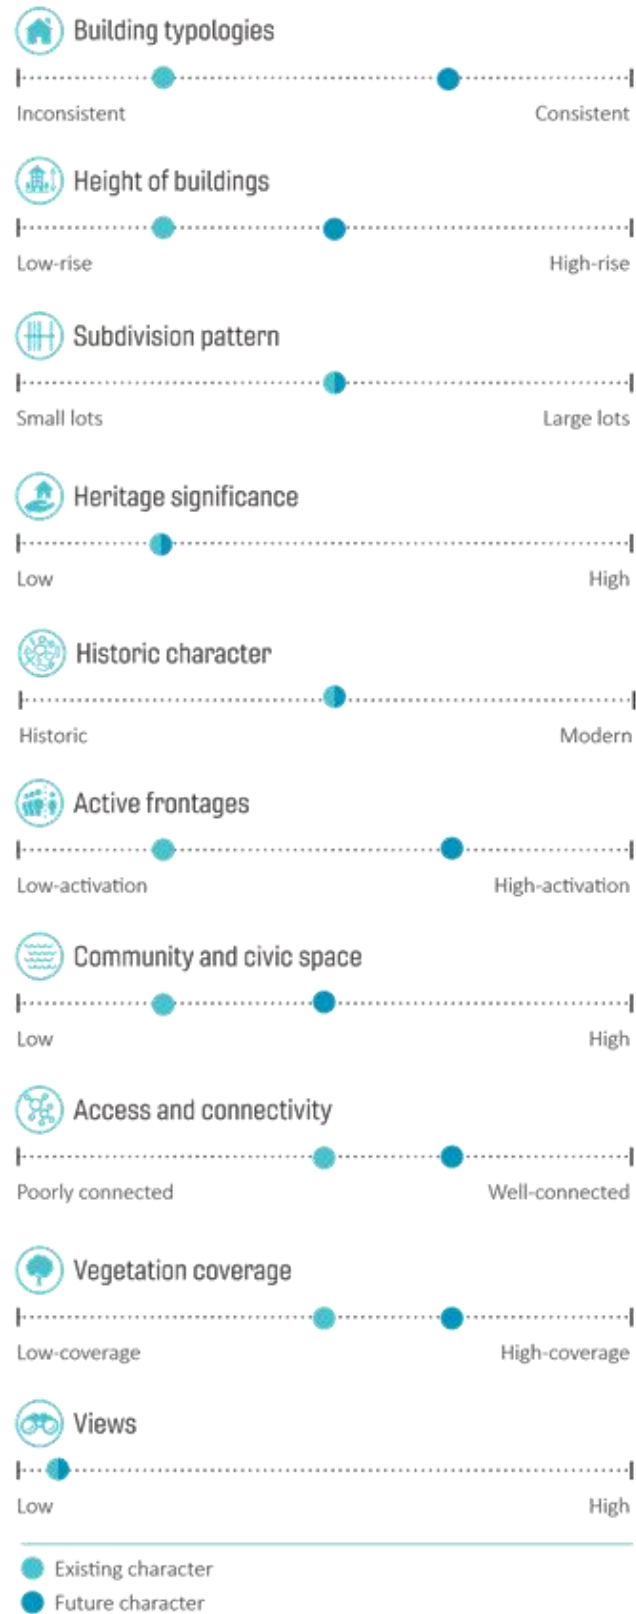 Building typologies
Inconsistent Consistent
Height of buildings
Low-rise High-rise
Subdivision pattern
Small lots Large lots
Heritage significance
Low High
Historic character
Historic Modern
Active frontages
Low-activation High-activation
Community and civic space
Low High
Access and connectivity
Poorly connected Well-connected
Vegetation coverage
Low-coverage High-coverage
Views
Low High
Existing character
Future character